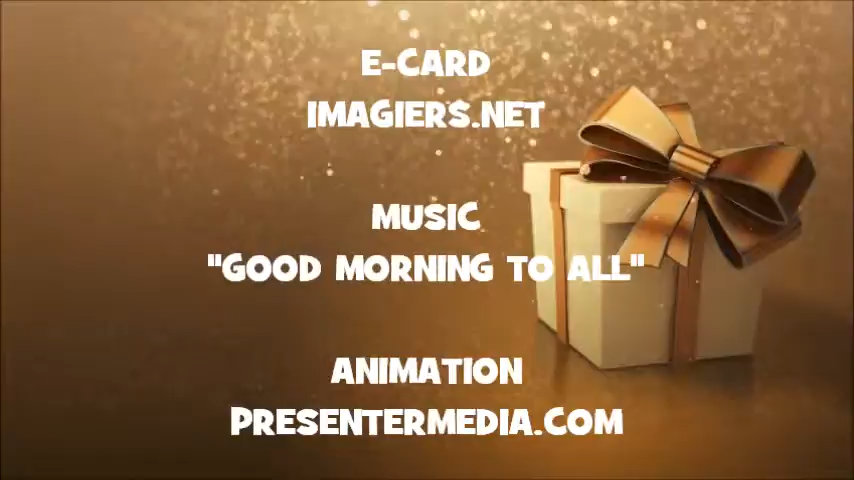 E-CARD
IMAGIERS.NET
MUSIC
"GOOD MORNING TO ALL"
ANIMATION
PRESENTERMEDIA.COM